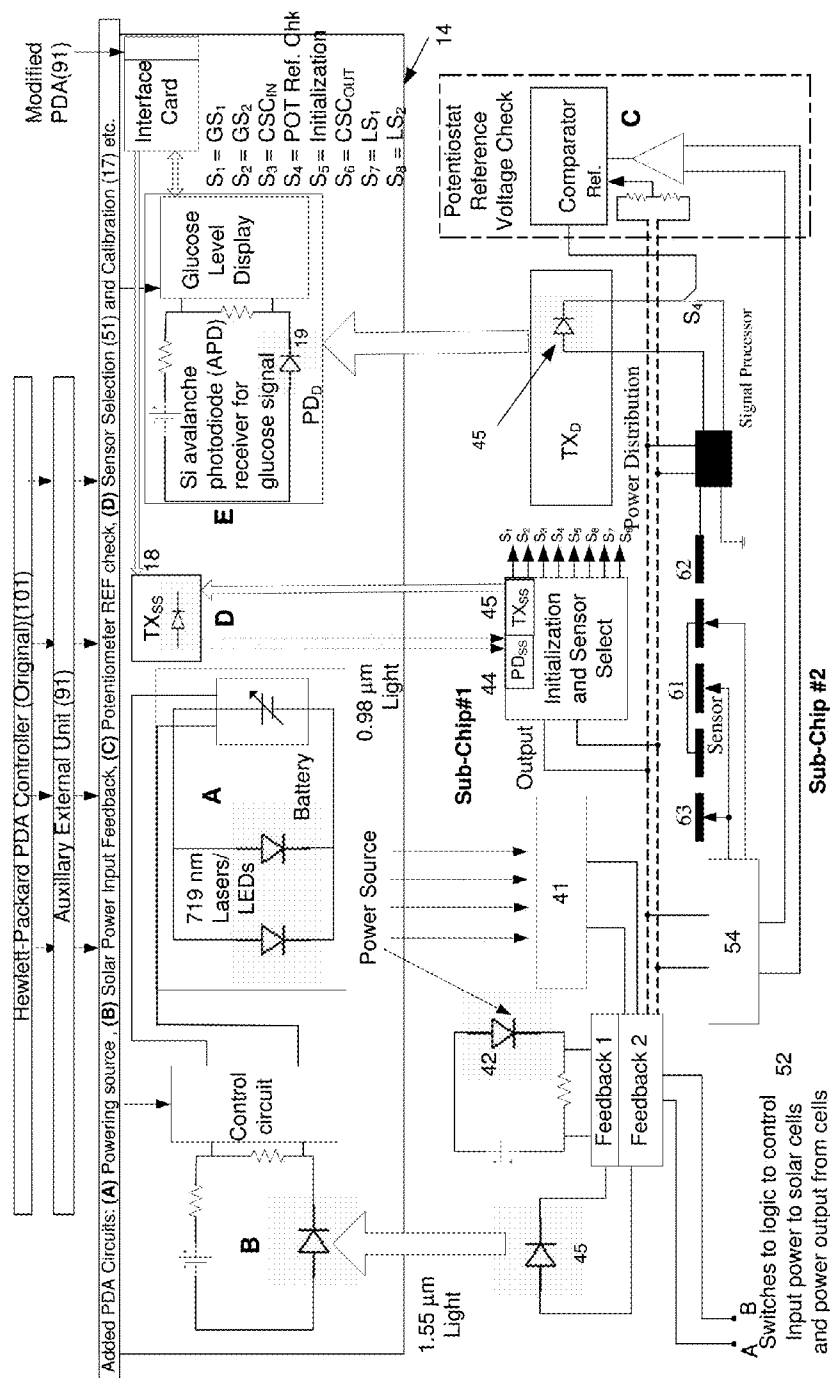 Hewlett-Packard PDA Controller (Original)(101)
Auxillary External Unit (91)
Modified
PDA(91)
Added PDA Circuits: (A) Powering source , (B) Solar Power Input Feedback, (C) Potentiometer REF check, (D) Sensor Selection (51) and Calibration (17) etc.
Control
circuit
B
719 nm
Lasers/
LEDs
A
Battery
TXSS
18
D
E
Si avalanche
photodiode (APD)
receiver for
glucose signal
PDD
19
Glucose
Level
Display
Interface
Card
S1 = GS1
S2 = GS2
S3 = CSCIN
S4 = POT Ref. Chk
S5 = Initialization
S6 = CSCOUT
S7 = LS1
S8 = LS2
14
1.55 µm
Light
0.98 µm
Light
Power Source
45
42
Feedback 1
Feedback 2
41
Sub-Chip#1
Output
44
45
PDSS
TXSS
Initialization
and Sensor
Select
S1
S2
S3
S4
S5
S6
S7
S8
45
TXD
Power Distribution
S4
Signal Processor
Potentiostat
Reference
Voltage Check
Comparator
Ref.
C
54
63
Sensor
61
62
Sub-Chip #2
A
B
Switches to logic to control
Input power to solar cells
and power output from cells
52